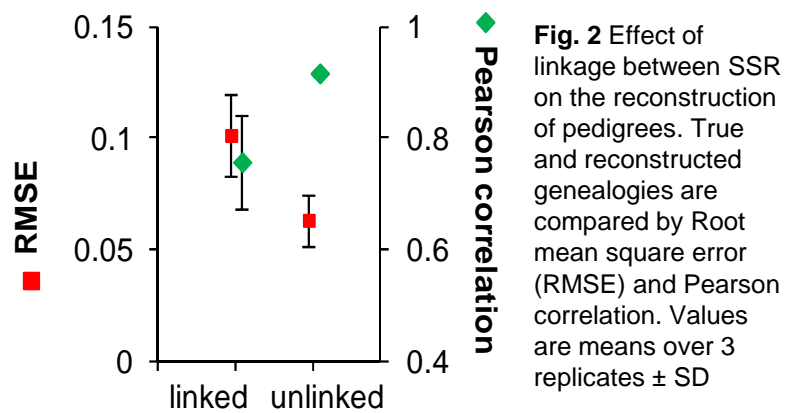 0.15
0.1
0.05
0
RMSE
linked unlinked
1
0.8
0.6
0.4
Pearson correlation
Fig. 2 Effect of
linkage between SSR
on the reconstruction
of pedigrees. True
and reconstructed
genealogies are
compared by Root
mean square error
(RMSE) and Pearson
correlation. Values
are means over 3
replicates ± SD